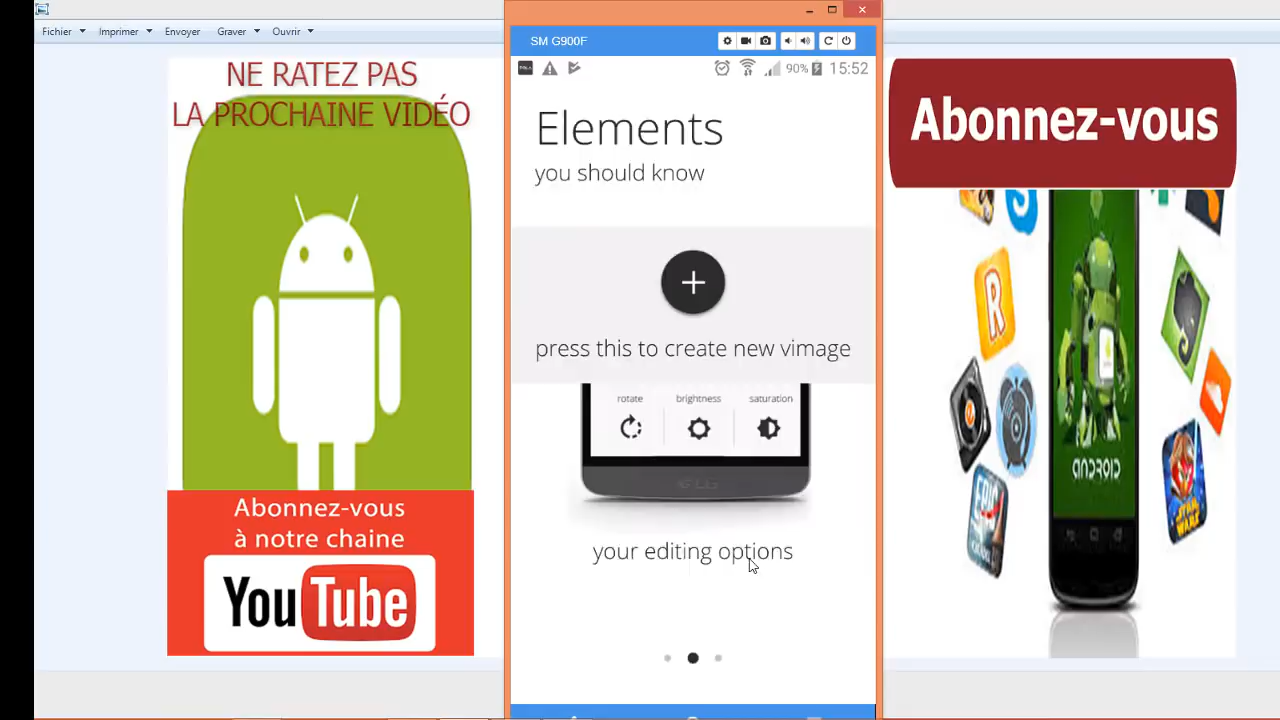 SM G900F
Fichier
Imprimer
Envoyer
Graver
Ouvrir
NE RATEZ PAS
LA PROCHAINE VIDÉO
90%
15:52
Elements
you should know
press this to create new vimage
rotate
brightness
saturation
LG
your editing options
Abonnez-vous
à notre chaine
YouTube
Abonnez-vous
ANDROID